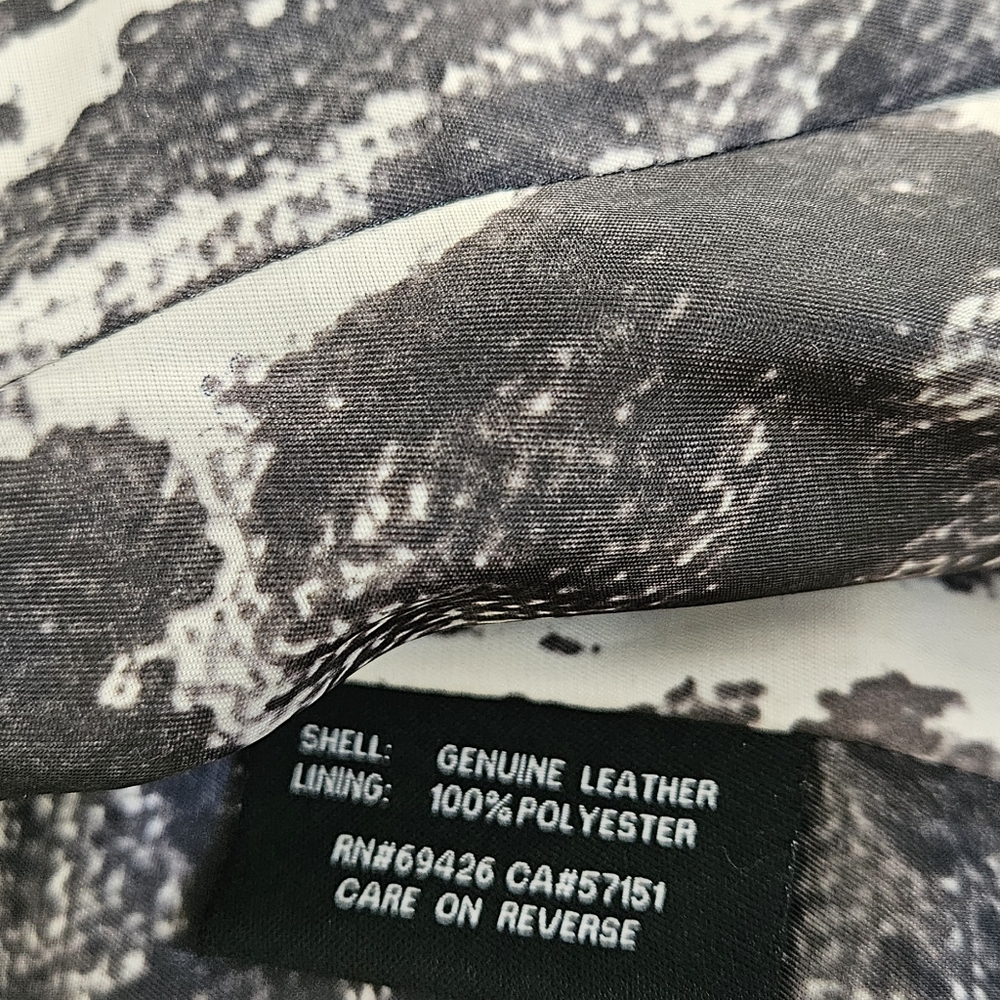 SHELL: GENUINE LEATHER
LINING: 100%POLYESTER
RN#69426 CA#57151
CARE ON REVERSE